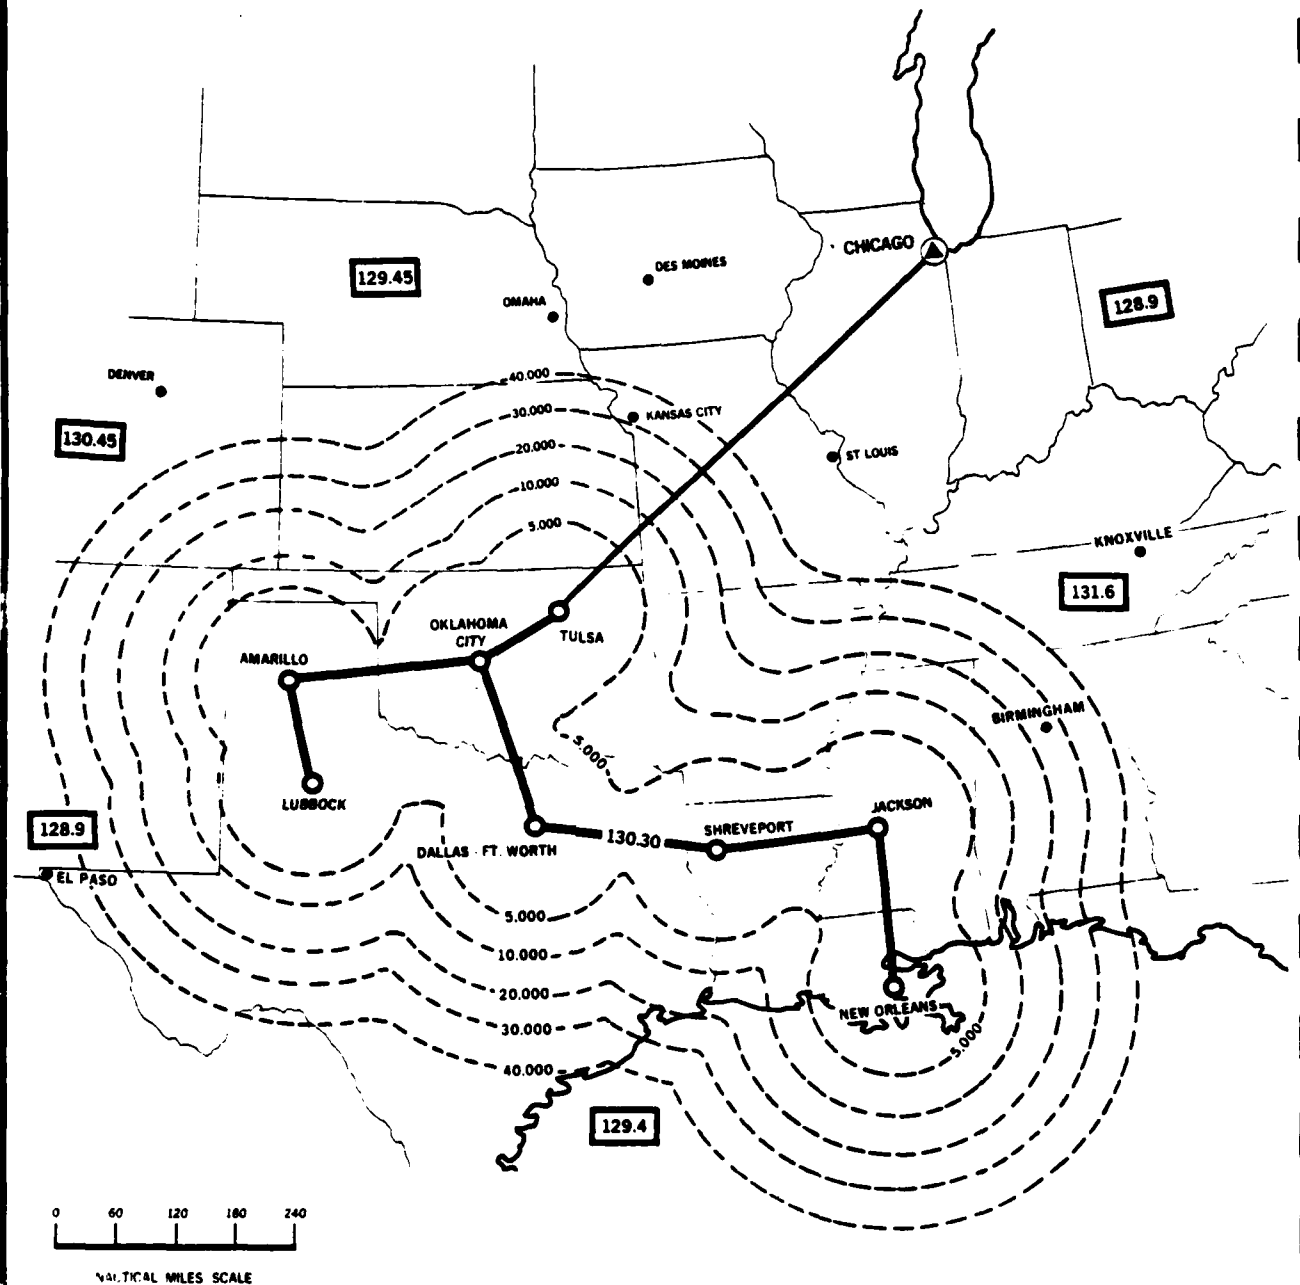 CHICAGO
DES MOINES
129.45
OMAHA
128.9
DENVER
40.000
30.000
KANSAS CITY
130.45
20.000
ST LOUIS
10.000
5.000
KNOXVILLE
131.6
OKLAHOMA
CITY
TULSA
AMARILLO
BIRMINGHAM
5.000
LUBBOCK
JACKSON
128.9
130.30
SHREVEPORT
DALLAS - FT. WORTH
EL PASO
5.000
10.000
20.000
NEW ORLEANS
30.000
5.000
40.000
129.4
0 60 120 180 240
NAUTICAL MILES SCALE